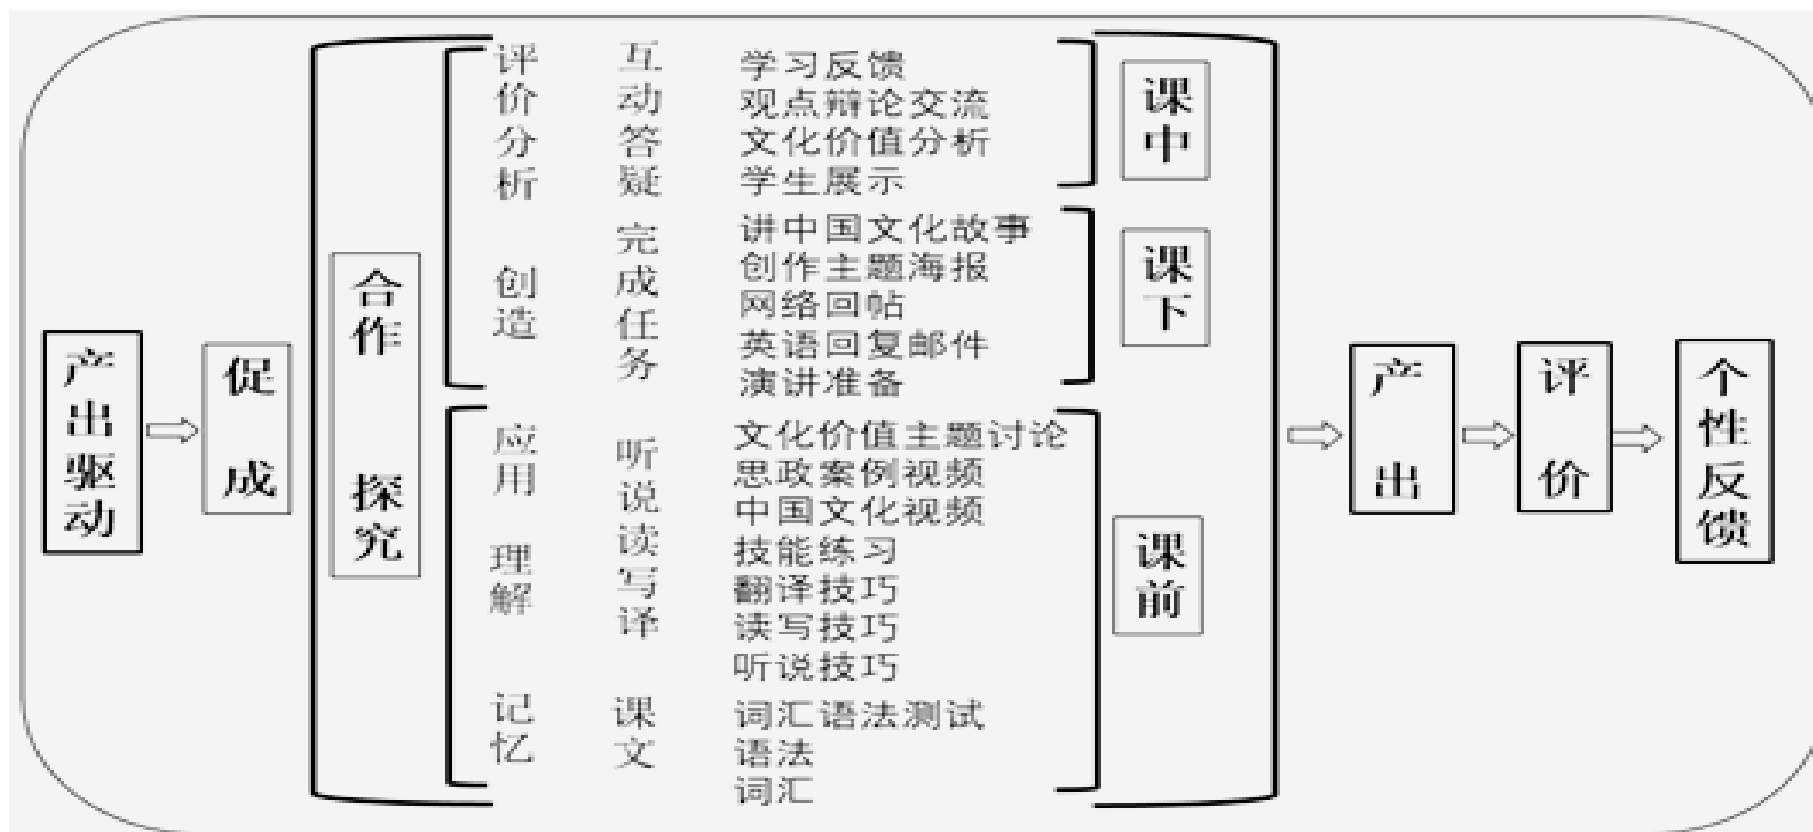 产出驱动
促成
合作探究
评价分析
互动答疑
学习反馈
观点辩论交流
文化价值分析
学生展示
课中
创造
完成任务
讲中国文化故事
创作主题海报
网络回帖
英语回复邮件
演讲准备
课下
应用
理解
听说读写译
文化价值主题讨论
思政案例视频
中国文化视频
技能练习
翻译技巧
读写技巧
听说技巧
记忆
课文
词汇语法测试
语法
词汇
课前
产出
评价
个性反馈